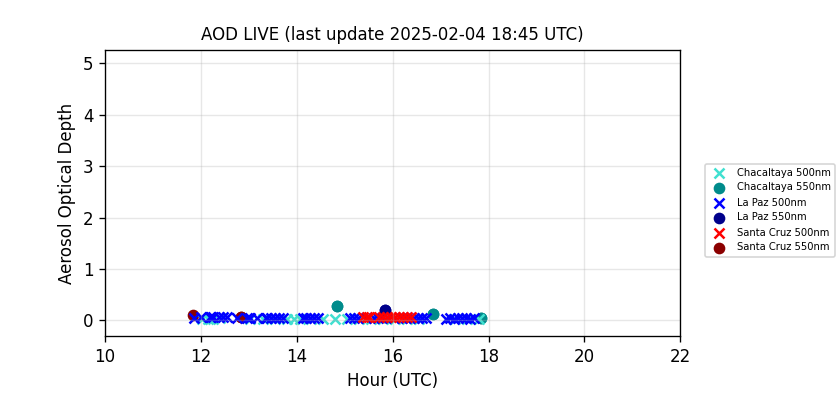 AOD LIVE (last update 2025-02-04 18:45 UTC)
5
4
3
2
1
0
Aerosol Optical Depth
10 12 14 16 18 20 22
Hour (UTC)
Chacaltaya 500nm
Chacaltaya 550nm
La Paz 500nm
La Paz 550nm
Santa Cruz 500nm
Santa Cruz 550nm